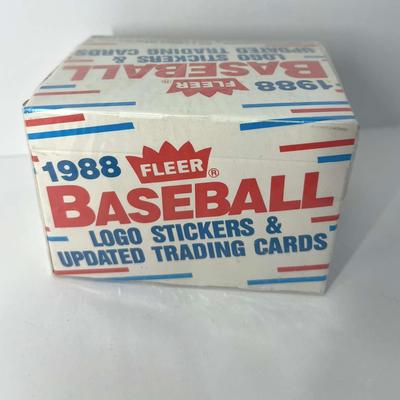 1988 FLEER®
BASEBALL
LOGO STICKERS &
UPDATED TRADING CARDS
1988 FLEER®
BASEBALL
LOGO STICKERS &
UPDATED TRADING CARDS